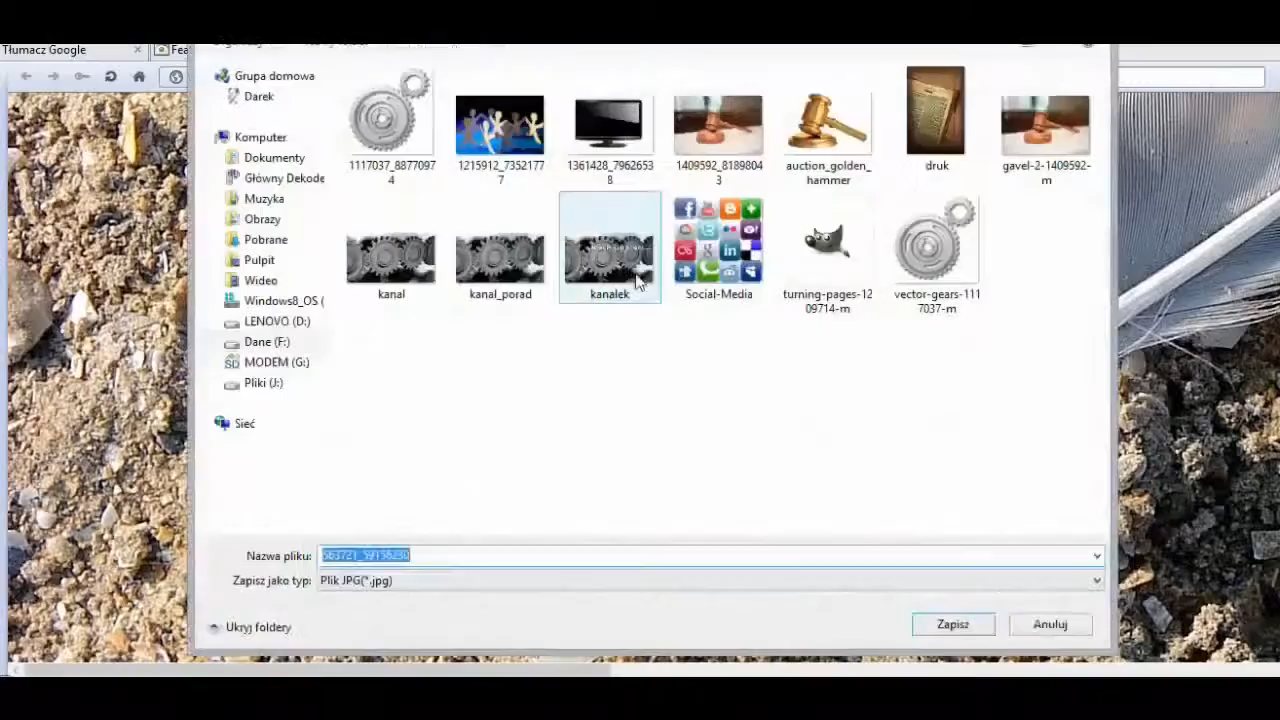 Tłumacz Google
Fea
Grupa domowa
Darek
Komputer
Dokumenty
Główny Dekode
Muzyka
Obrazy
Pobrane
Pulpit
Wideo
Windows8_OS (
LENOVO (D:)
Dane (F:)
MODEM (G:)
Pliki (J:)
Sieć
1117037_8877097
4
1215912_7352177
7
1361428_7962653
8
1409592_8189804
3
auction_golden_
hammer
druk
gavel-2-1409592-
m
kanal
kanal_porad
kanalek
Social-Media
turning-pages-12
09714-m
vector-gears-111
7037-m
Nazwa pliku:
Zapisz jako typ:
Plik JPG(*.jpg)
Ukryj foldery
Zapisz
Anuluj